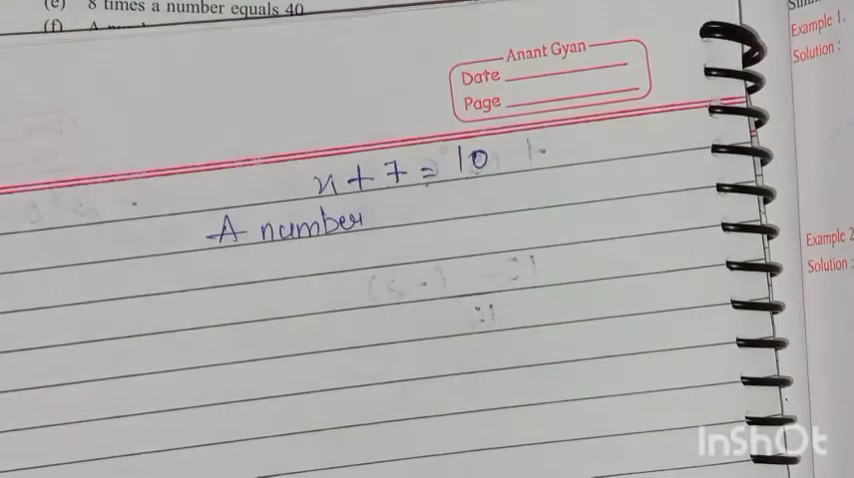 (e) 8 times a number equals 40
(f)
Anant Gyan
Date
Page
x + 7 = 10
A number
Example 1.
Solution :
Example 2
Solution :
InShOt